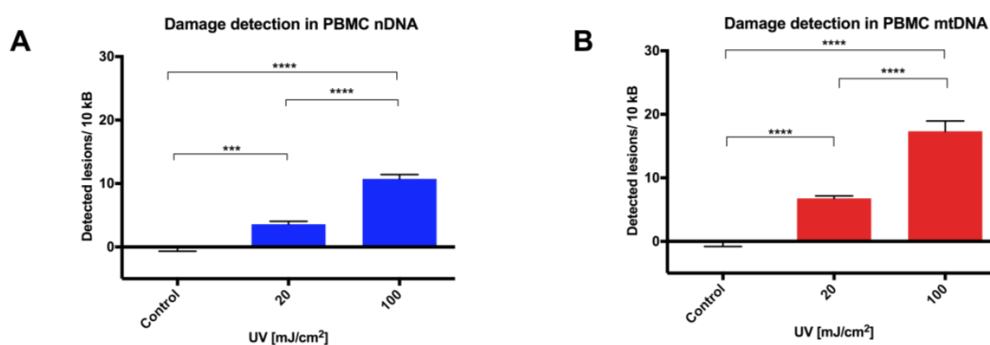 A
Damage detection in PBMC nDNA
Detected lesions/ 10 kB
30
20
10
0
****
****
***
Control
20
100
UV [mJ/cm²]
B
Damage detection in PBMC mtDNA
Detected lesions/ 10 kB
30
20
10
0
****
****
****
Control
20
100
UV [mJ/cm²]